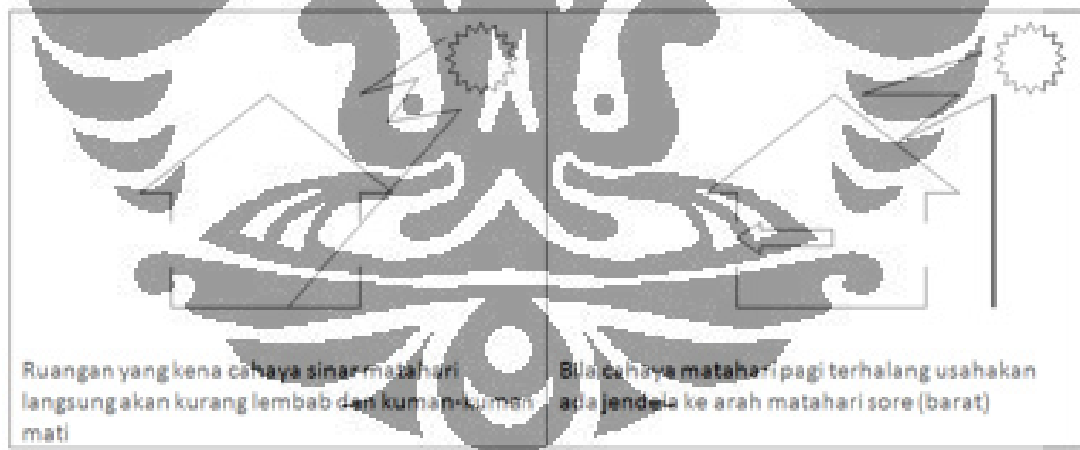 Ruangan yang kena cahaya sinar matahari
langsung akan kurang lembab dan kuman-kuman
mati
Bila cahaya matahari pagi terhalang usahakan
ada jendela ke arah matahari sore (barat)